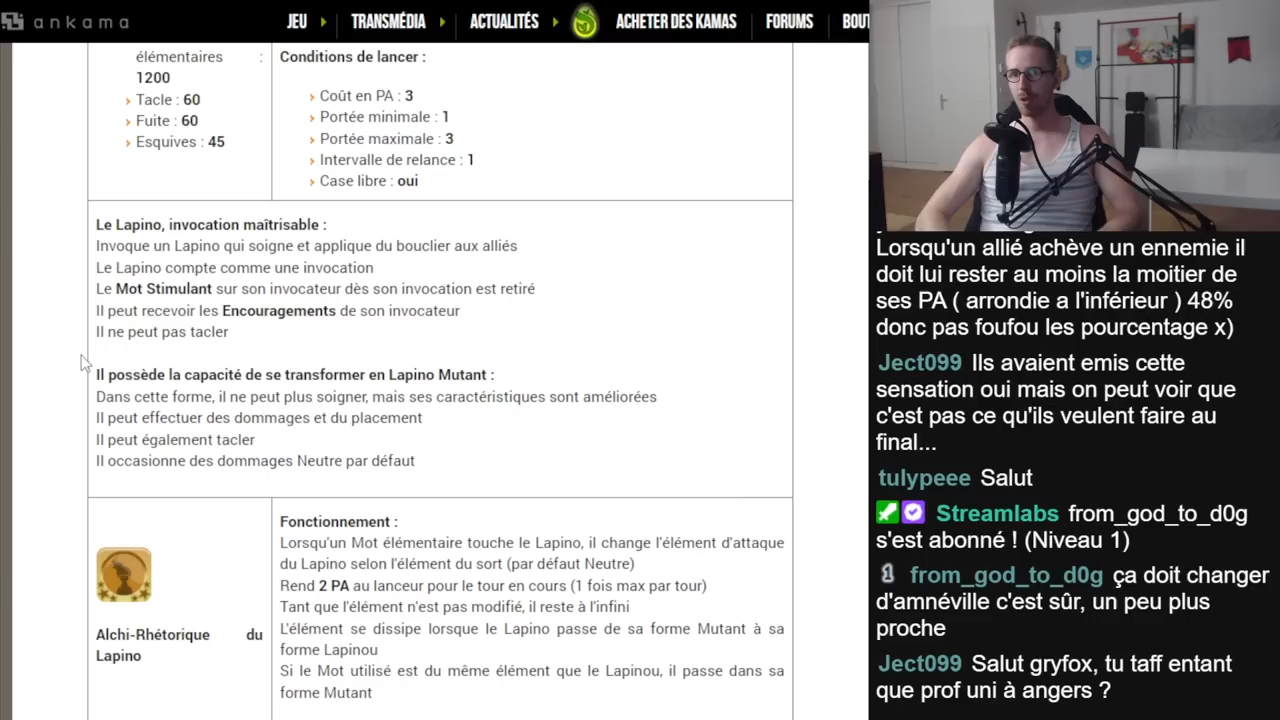 ankama
JEU
TRANSMÉDIA
ACTUALITÉS
ACHETER DES KAMAS
FORUMS
BOUT
élémentaires :
1200
Tacle : 60
Fuite : 60
Esquives : 45
Conditions de lancer :
Coût en PA : 3
Portée minimale : 1
Portée maximale : 3
Intervalle de relance : 1
Case libre : oui
Le Lapino, invocation maîtrisable :
Invoque un Lapino qui soigne et applique du bouclier aux alliés
Le Lapino compte comme une invocation
Le Mot Stimulant sur son invocateur dès son invocation est retiré
Il peut recevoir les Encouragements de son invocateur
Il ne peut pas tacler
Il possède la capacité de se transformer en Lapino Mutant :
Dans cette forme, il ne peut plus soigner, mais ses caractéristiques sont améliorées
Il peut effectuer des dommages et du placement
Il peut également tacler
Il occasionne des dommages Neutre par défaut
Alchi-Rhétorique du
Lapino
Fonctionnement :
Lorsqu'un Mot élémentaire touche le Lapino, il change l'élément d'attaque
du Lapino selon l'élément du sort (par défaut Neutre)
Rend 2 PA au lanceur pour le tour en cours (1 fois max par tour)
Tant que l'élément n'est pas modifié, il reste à l'infini
L'élément se dissipe lorsque le Lapino passe de sa forme Mutant à sa
forme Lapinou
Si le Mot utilisé est du même élément que le Lapinou, il passe dans sa
forme Mutant
Lorsqu'un allié achève un ennemie il
doit lui rester au moins la moitier de
ses PA ( arrondie a l'inférieur ) 48%
donc pas foufou les pourcentage x)
Ject099 Ils avaient emis cette
sensation oui mais on peut voir que
c'est pas ce qu'ils veulent faire au
final...
tulypeee Salut
Streamlabs from_god_to_d0g
s'est abonné ! (Niveau 1)
1 from_god_to_d0g ça doit changer
d'amnéville c'est sûr, un peu plus
proche
Ject099 Salut gryfox, tu taff entant
que prof uni à angers ?